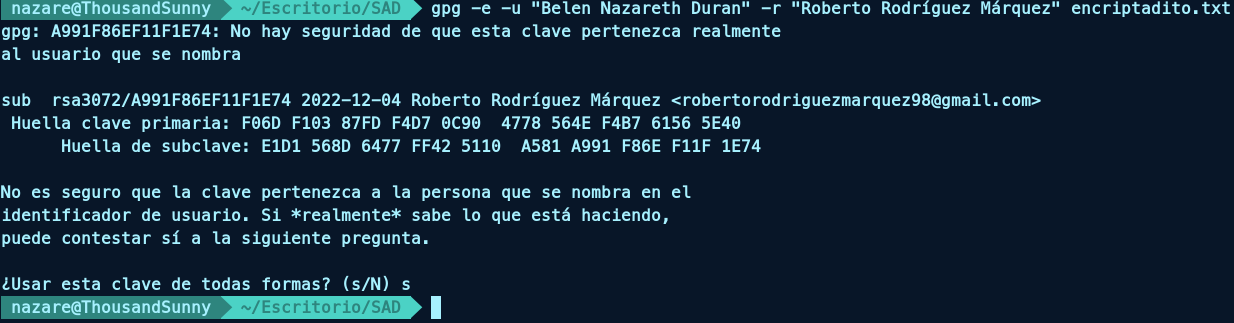 nazare@ThousandSunny ~/Escritorio/SAD gpg -e -u "Belen Nazareth Duran" -r "Roberto Rodríguez Márquez" encriptadito.txt
gpg: A991F86EF11F1E74: No hay seguridad de que esta clave pertenezca realmente
al usuario que se nombra
sub rsa3072/A991F86EF11F1E74 2022-12-04 Roberto Rodríguez Márquez <robertorodriguezmarquez98@gmail.com>
Huella clave primaria: F06D F103 87FD F4D7 0C90 4778 564E F4B7 6156 5E40
Huella de subclave: E1D1 568D 6477 FF42 5110 A581 A991 F86E F11F 1E74
No es seguro que la clave pertenezca a la persona que se nombra en el
identificador de usuario. Si *realmente* sabe lo que está haciendo,
puede contestar sí a la siguiente pregunta.
¿Usar esta clave de todas formas? (s/N) s
nazare@ThousandSunny ~/Escritorio/SAD